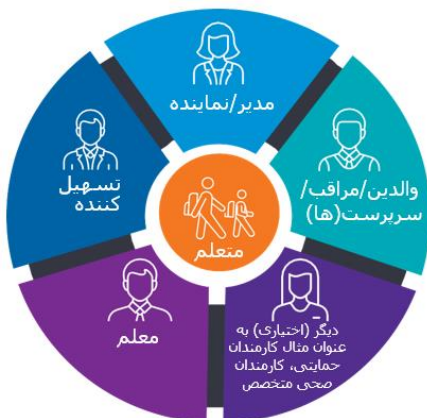 مدیر/نماینده
والدین/مراقب/
سرپرست(ها)
تسهیل
کننده
متعلم
معلم
دیگر (اختیاری) به
عنوان مثال کارمندان
حمایتی، کارمندان
صحی متخصص